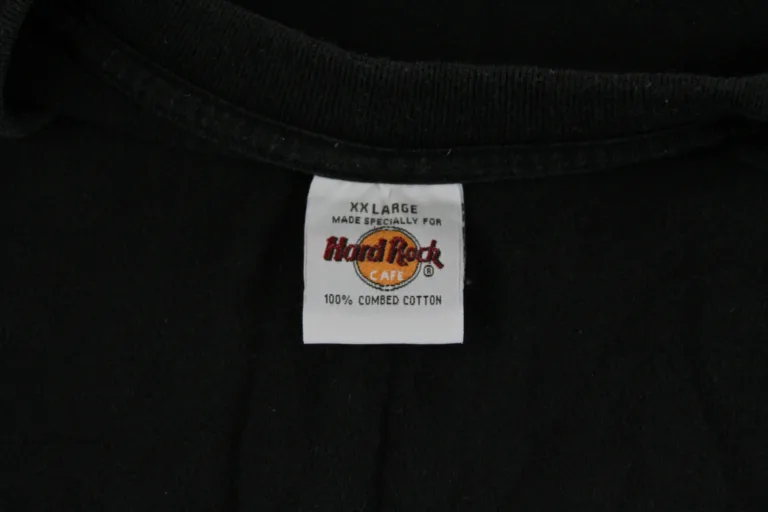 XX LARGE
MADE SPECIALLY FOR
Hard Rock
CAFE ®
100% COMBED COTTON